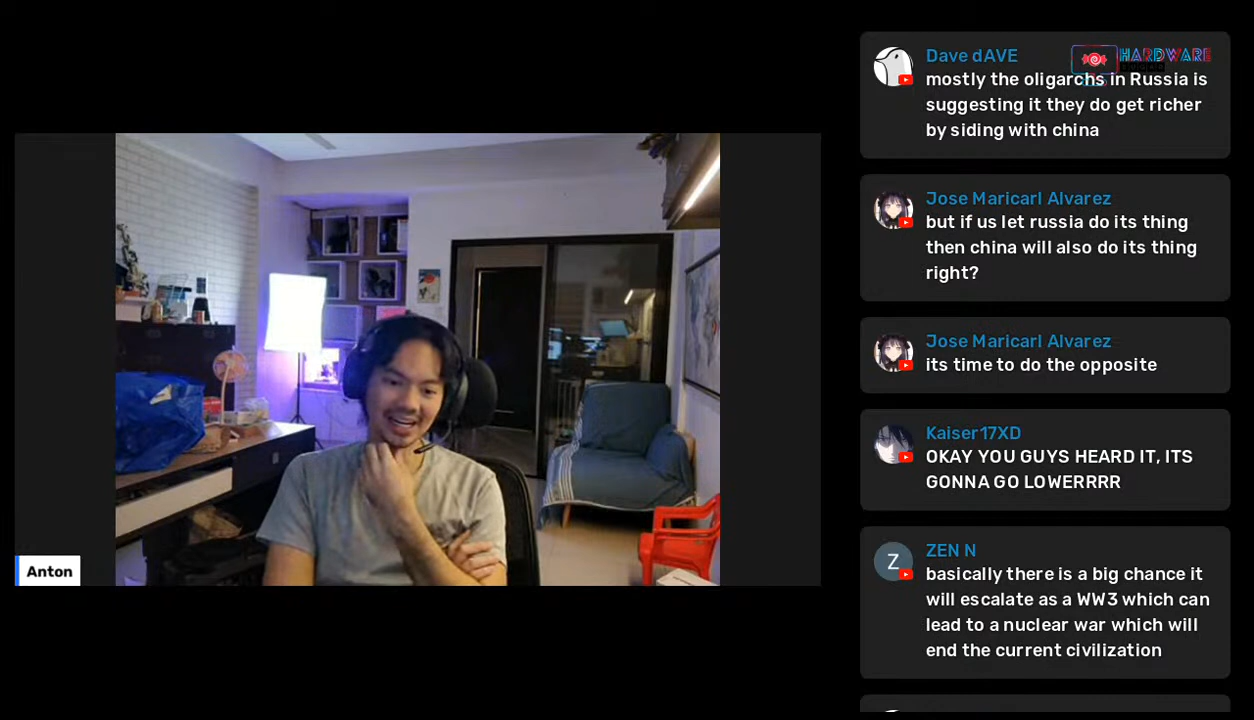 Dave dAVE
HARDWARE
mostly the oligarchs in Russia is
suggesting it they do get richer
by siding with china
Jose Maricarl Alvarez
but if us let russia do its thing
then china will also do its thing
right?
Jose Maricarl Alvarez
its time to do the opposite
Kaiser17XD
OKAY YOU GUYS HEARD IT, ITS
GONNA GO LOWERRRR
Z
ZEN N
basically there is a big chance it
will escalate as a WW3 which can
lead to a nuclear war which will
end the current civilization
Anton